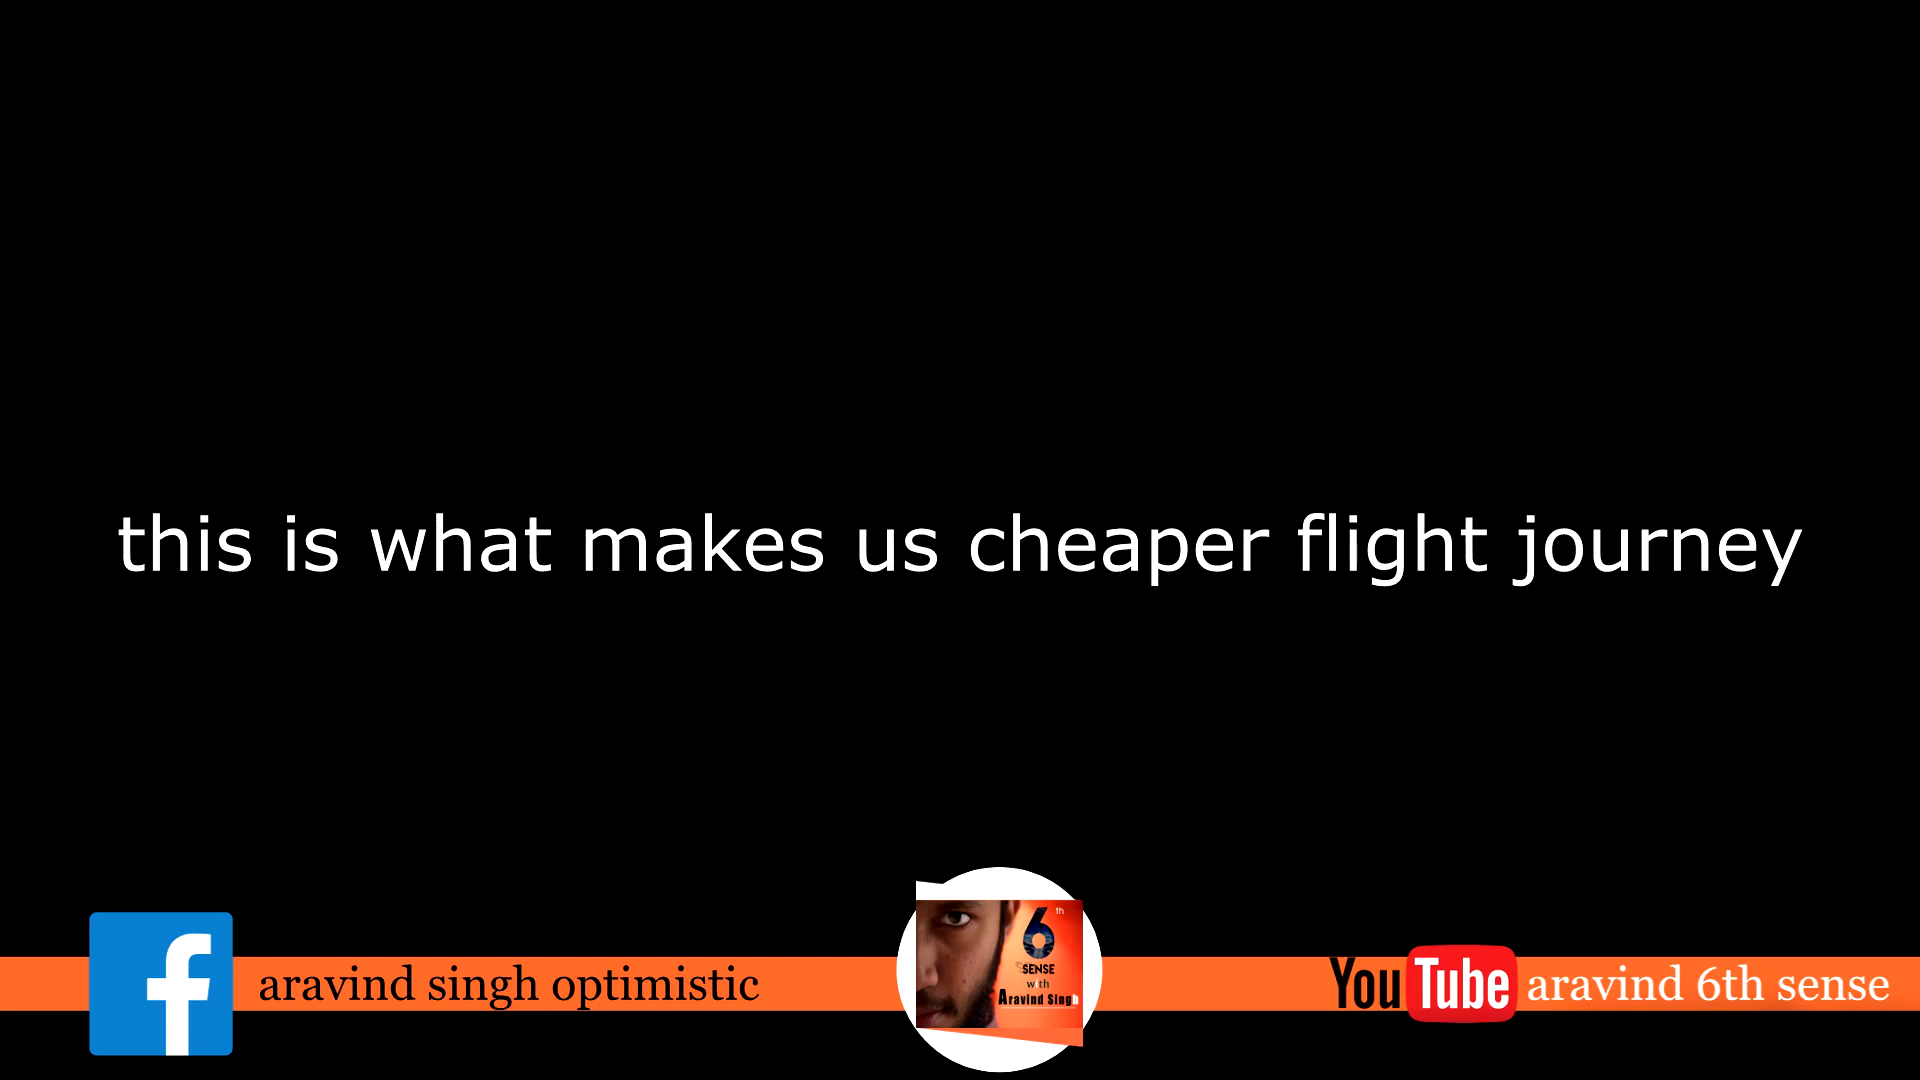 this is what makes us cheaper flight journey
6th
SENSE
with
Aravind Singh
aravind singh optimistic
YouTube aravind 6th sense